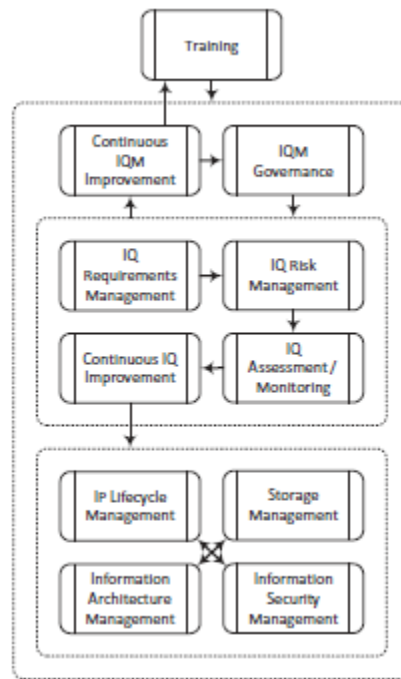 Training
Continuous
IQM
Improvement
IQM
Governance
IQ
Requirements
Management
IQ Risk
Management
Continuous IQ
Improvement
IQ
Assessment /
Monitoring
IP Lifecycle
Management
Storage
Management
Information
Architecture
Management
Information
Security
Management